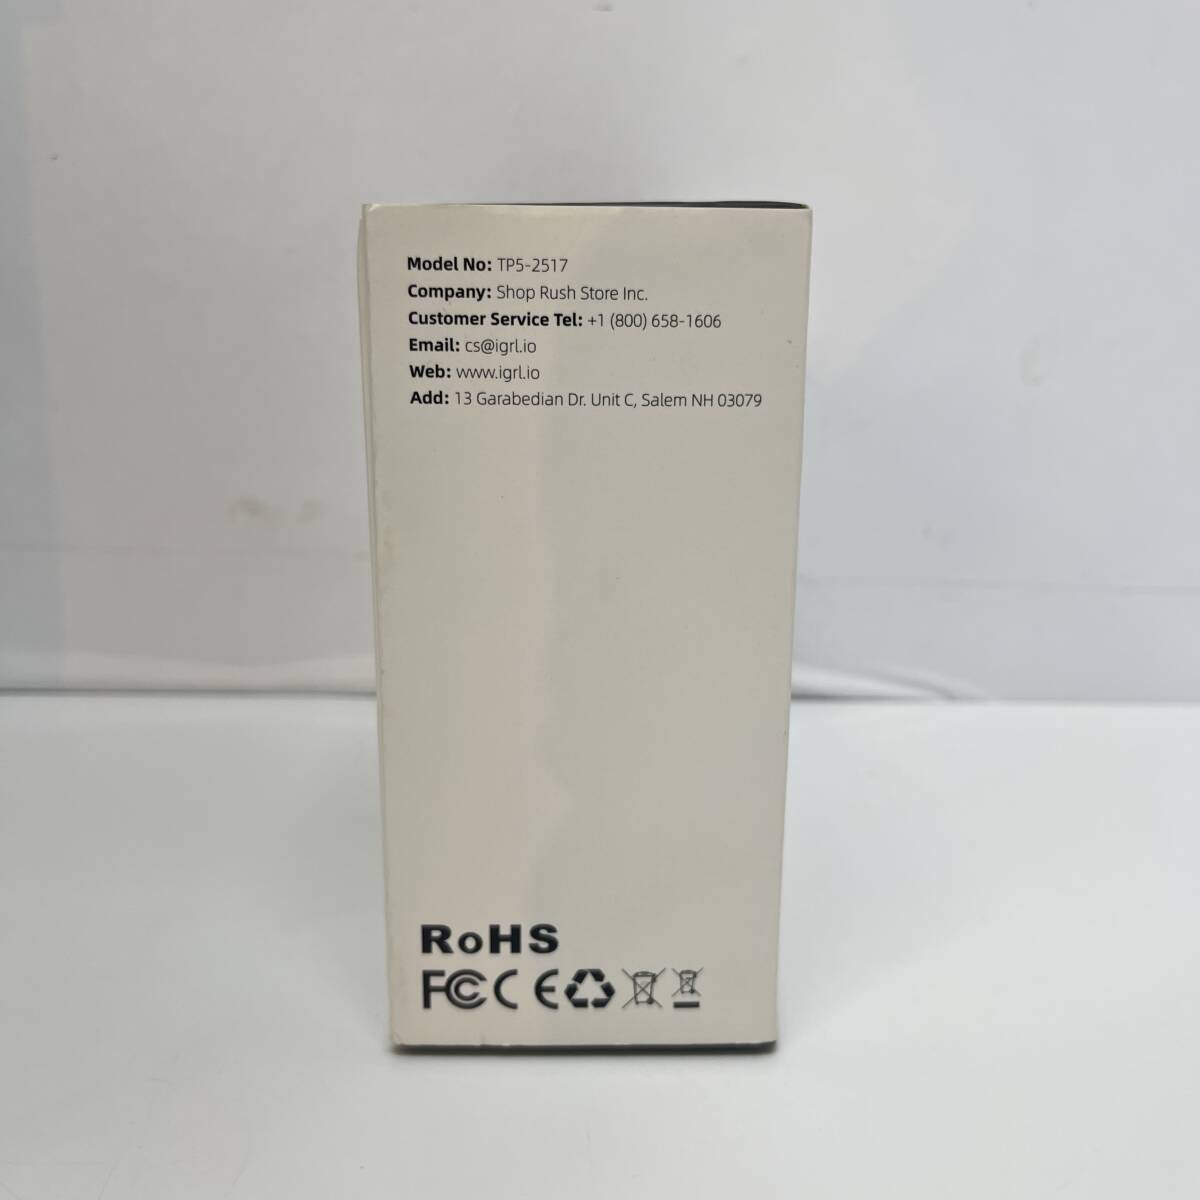 Model No: TP5-2517
Company: Shop Rush Store Inc.
Customer Service Tel: +1 (800) 658-1606
Email: cs@igrl.io
Web: www.igrl.io
Add: 13 Garabedian Dr. Unit C, Salem NH 03079
RoHS
FC CE